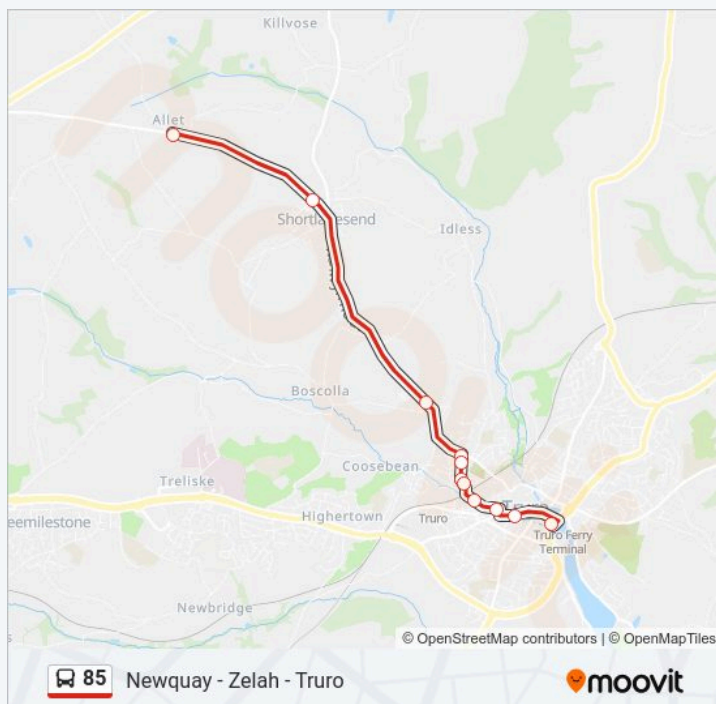 Killvose
Allet
Shortlanesend
Idless
Boscolla
Coosebean
Treliske
Highertown
Truro
Truro Ferry
Terminal
Newbridge
© OpenStreetMap contributors | © OpenMapTiles
85
Newquay - Zelah - Truro
moovit